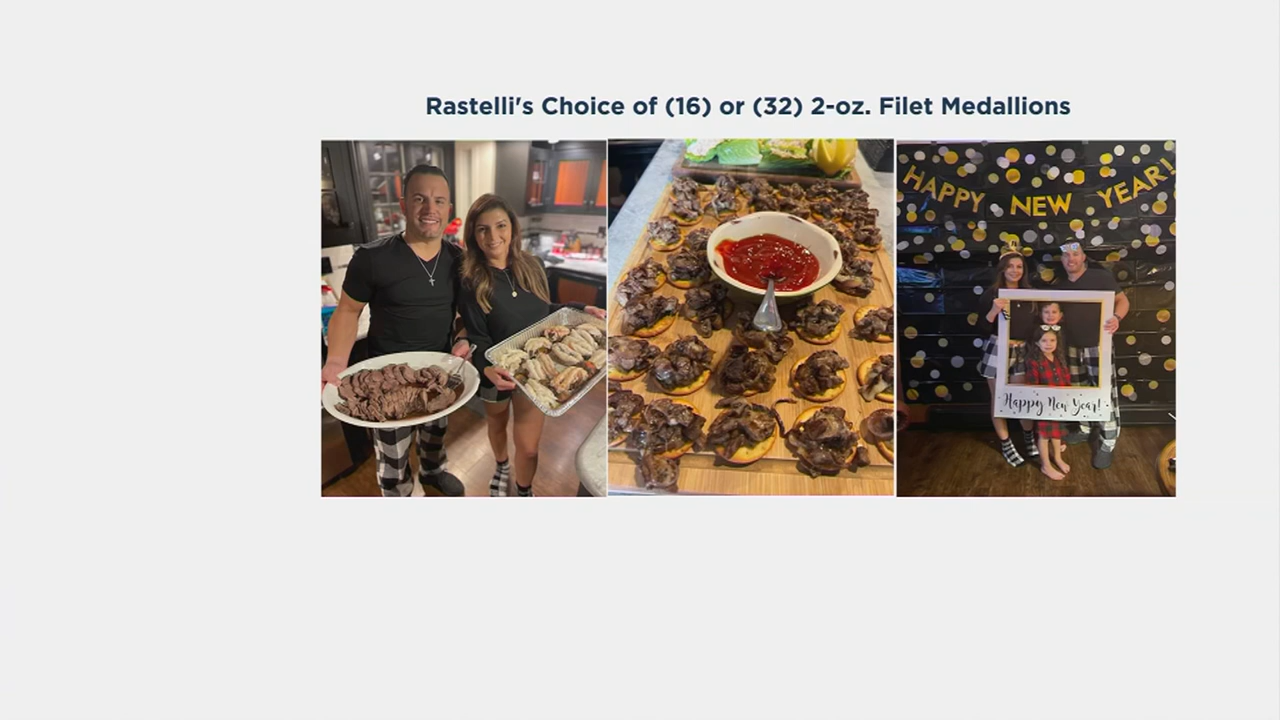 Rastelli's Choice of (16) or (32) 2-oz. Filet Medallions
HAPPY NEW YEAR!
Happy New Year!